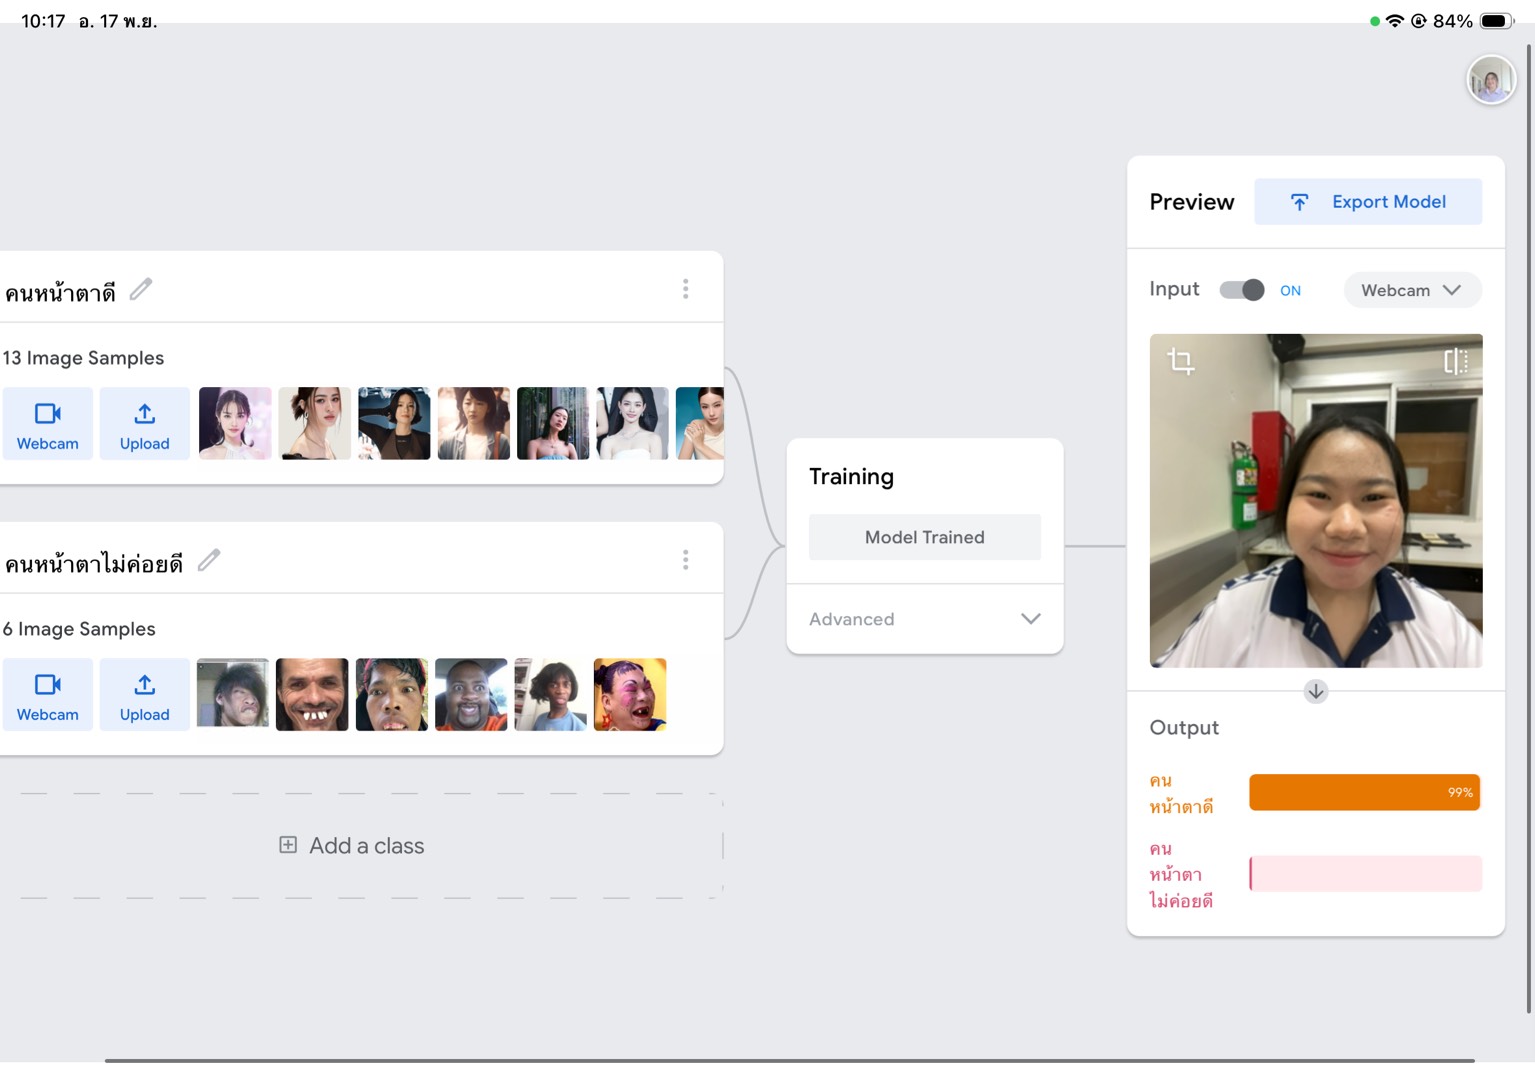 10:17 อ. 17 พ.ย.
84%
คนหน้าตาดี
13 Image Samples
Webcam
Upload
คนหน้าตาไม่ค่อยดี
6 Image Samples
Webcam
Upload
Add a class
Training
Model Trained
Advanced
Preview
Export Model
Input
ON
Webcam
Output
คน
หน้าตาดี
99%
คน
หน้าตา
ไม่ค่อยดี